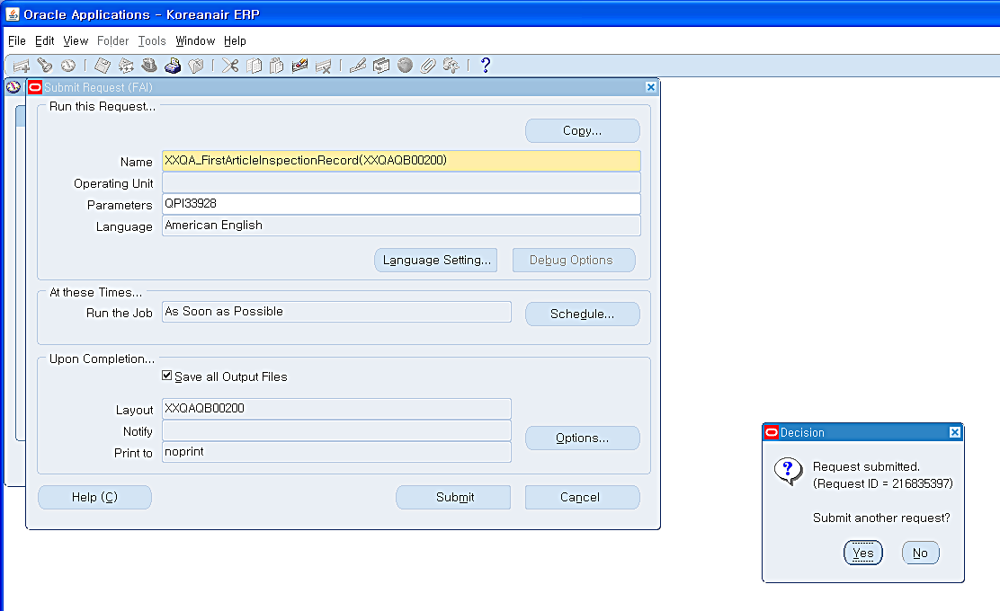 Oracle Applications - Koreanair ERP
File Edit View Folder Tools Window Help
?
Submit Request (FAI)
Run this Request...
Copy...
Name XXQA_FirstArticleInspectionRecord(XXQAQB00200)
Operating Unit
Parameters QPI33928
Language American English
Language Setting... Debug Options
At these Times...
Run the Job As Soon as Possible Schedule...
Upon Completion...
Save all Output Files
Layout XXQAQB00200
Notify
Options...
Print to noprint
Help (C) Submit Cancel
Decision
? Request submitted.
(Request ID = 216835397)
Submit another request?
Yes No